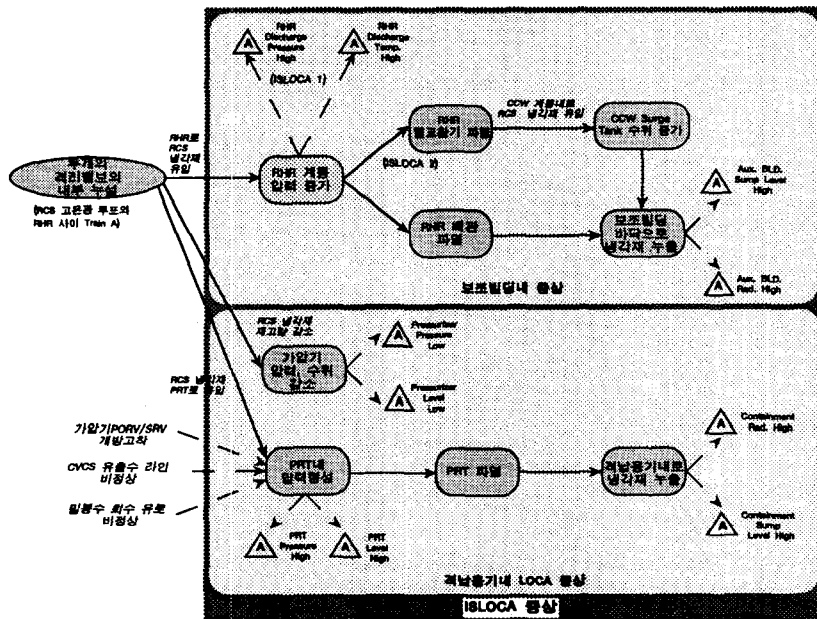 RHR
Discharge
Pressure
High
RHR
Discharge
Temp.
High
(ISLOCA 1)
RHR로
RCS
냉각재
유입
두개의
격리밸브의
내부 누설
(RCS 고온관 루프와
RHR 사이 Train A)
RHR 계통
압력 증가
RHR
열교환기 파열
(ISLOCA 2)
CCW 계통내로
RCS 냉각재 유입
CCW Surge
Tank 수위 증가
RHR 배관
파열
보조빌딩
바닥으로
냉각재 누출
Aux. BLD.
Sump Level
High
Aux. BLD.
Rad. High
보조빌딩내 증상
RCS 냉각재
재고량 감소
가압기
압력, 수위
감소
Pressurizer
Pressure
Low
Pressurizer
Level
Low
RCS 냉각재
PRT로 유입
가압기PORV/SRV
개방고착
CVCS 유출수 라인
비정상
밀봉수 회수 유로
비정상
PRT내
압력형성
PRT 파열
격납용기내로
냉각재 누출
Containment
Rad. High
Containment
Sump
Level High
PRT
Pressure
High
PRT
Level
High
격납용기내 LOCA 증상
ISLOCA 증상
A
A
A
A
A
A
A
A
A
A